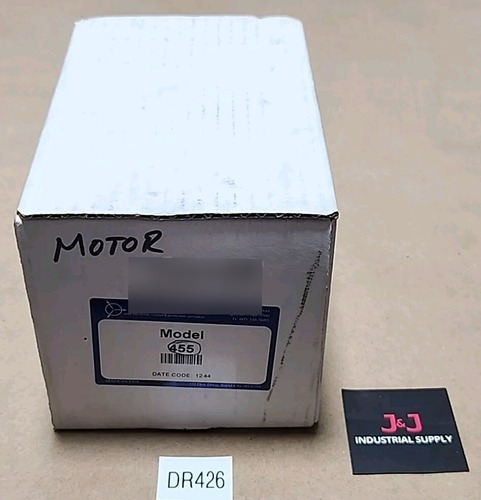 MOTOR
Model
455
DATE CODE: 1244
J&J
INDUSTRIAL SUPPLY
DR426